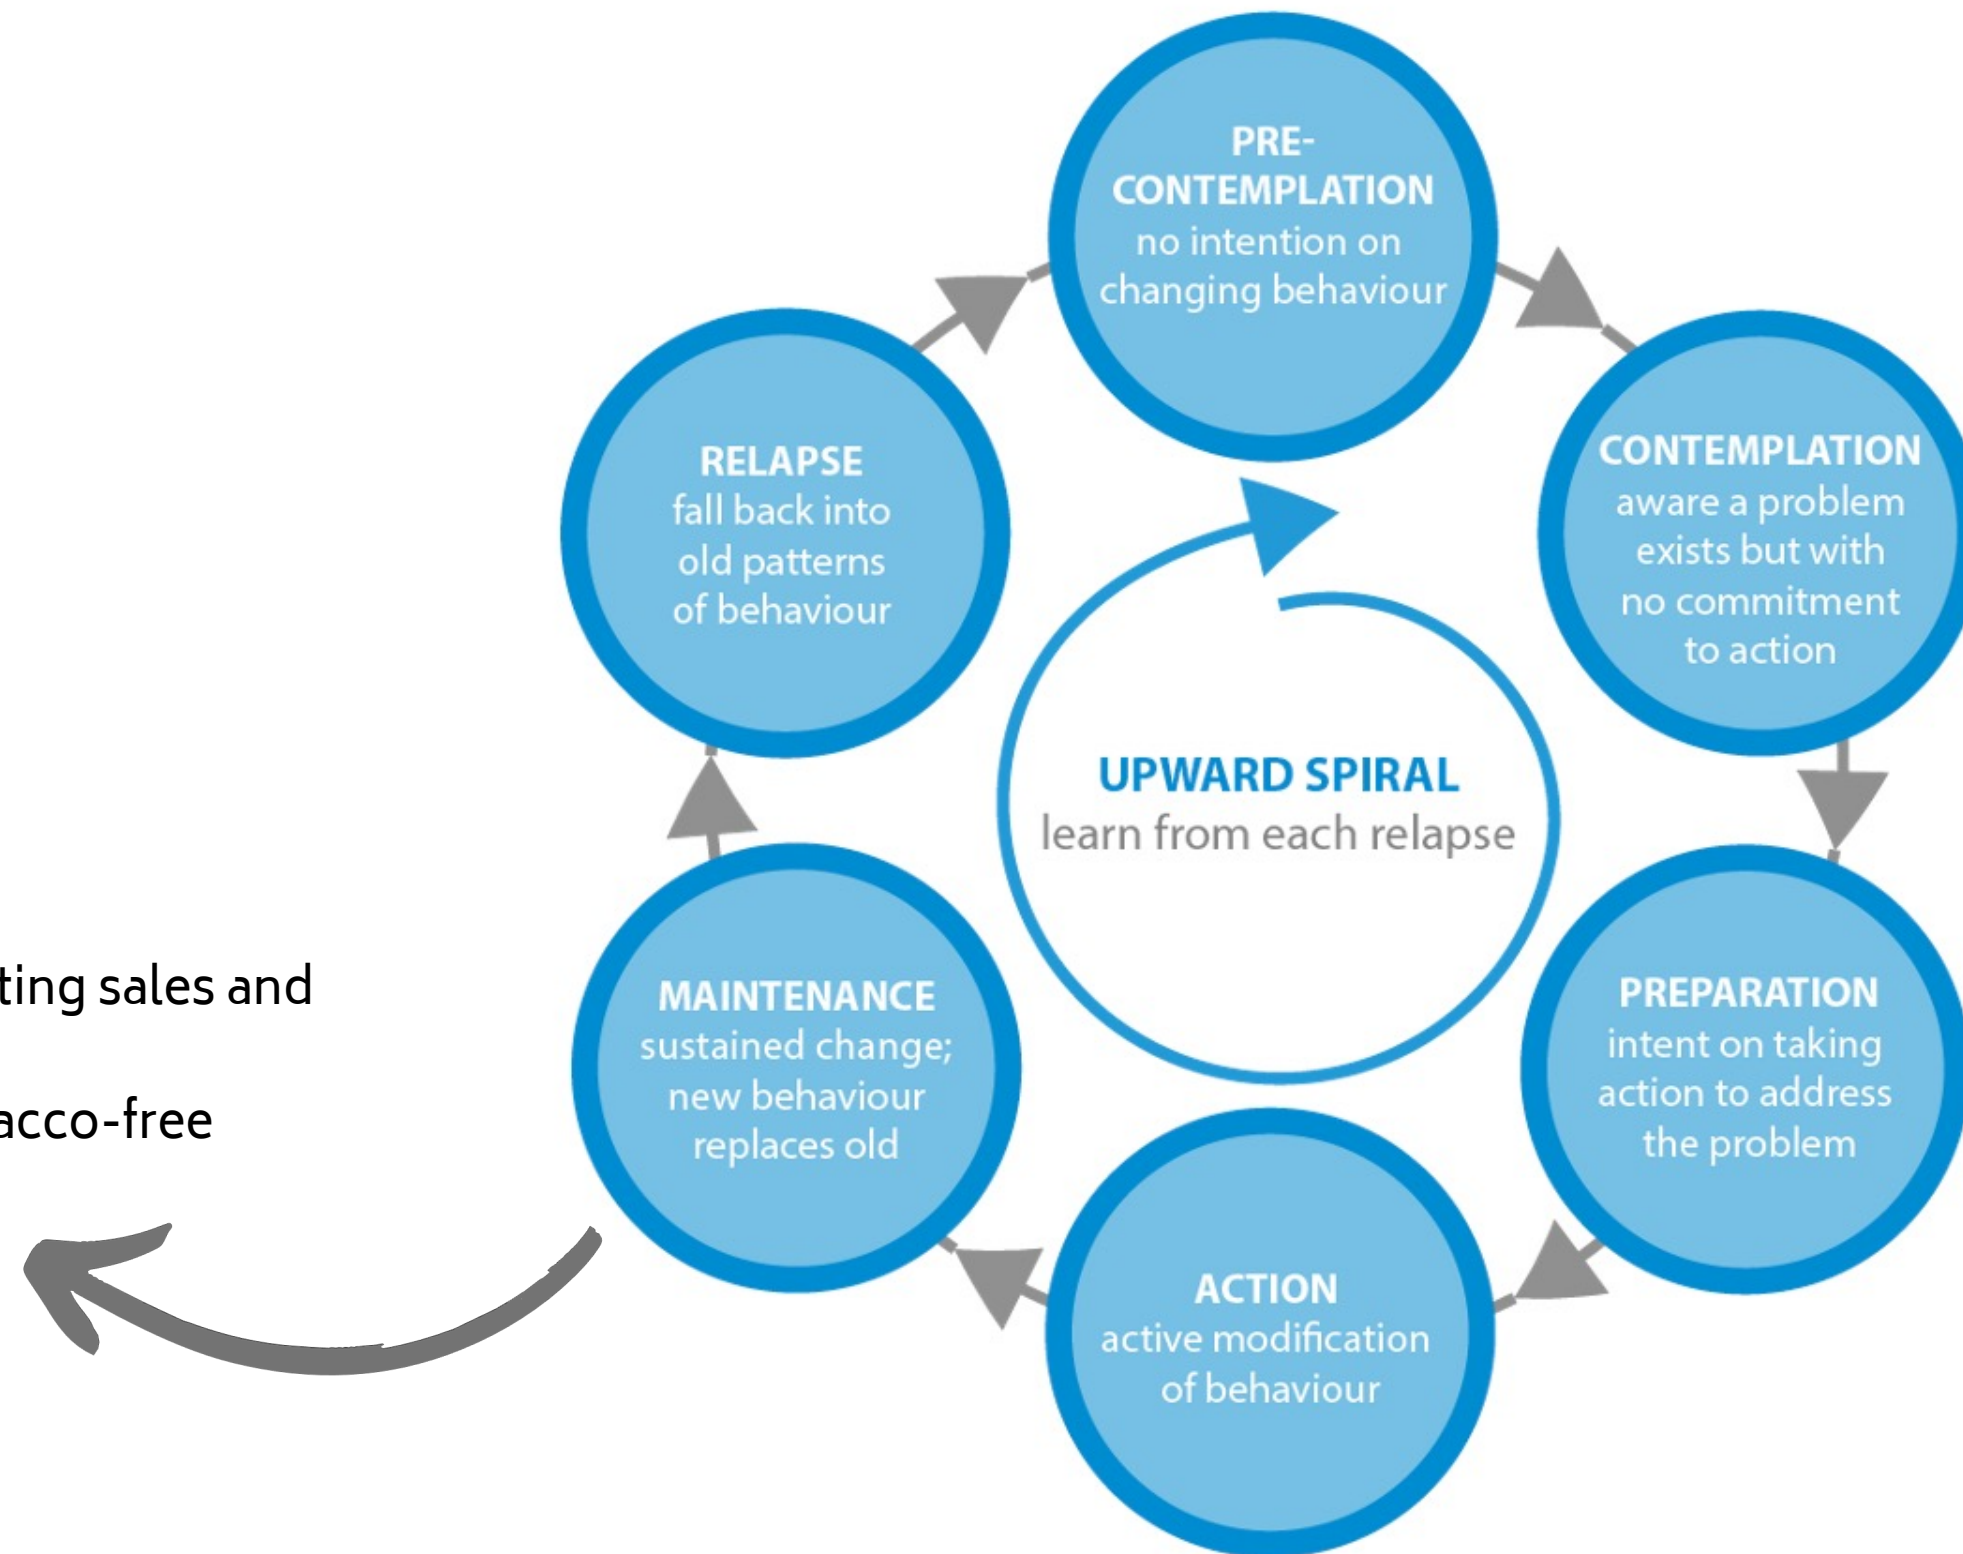 PRE-
CONTEMPLATION
no intention on
changing behaviour
CONTEMPLATION
aware a problem
exists but with
no commitment
to action
PREPARATION
intent on taking
action to address
the problem
ACTION
active modification
of behaviour
MAINTENANCE
sustained change;
new behaviour
replaces old
RELAPSE
fall back into
old patterns
of behaviour
UPWARD SPIRAL
learn from each relapse
ting sales and
acco-free